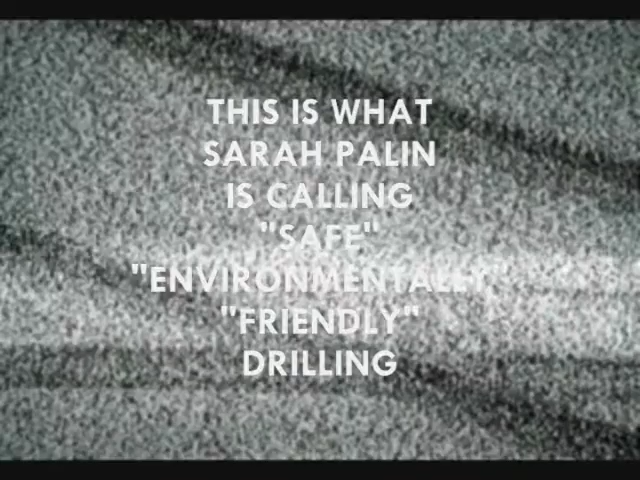 THIS IS WHAT
SARAH PALIN
IS CALLING
"SAFE"
"ENVIRONMENTALLY"
"FRIENDLY"
DRILLING